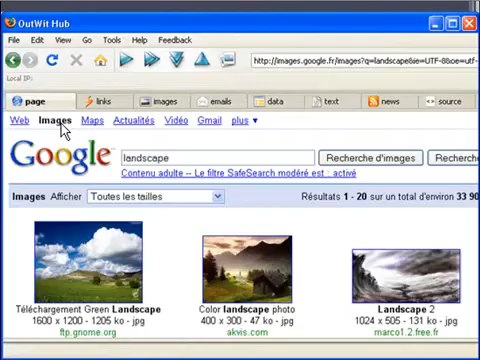 OutWit Hub
File Edit View Go Tools Help Feedback
http://images.google.fr/images?q=landscape&ie=UTF-8&oe=utf-
Local IP:
page links images emails data text news source
Web Images Maps Actualités Vidéo Gmail plus ▼
Google landscape Recherche d'images Recherche
Contenu adulte -- Le filtre SafeSearch modéré est : activé
Images Afficher Toutes les tailles Résultats 1 - 20 sur un total d'environ 33 90
Téléchargement Green Landscape
1600 x 1200 - 1205 ko - jpg
ftp.gnome.org
Color landscape photo
400 x 300 - 47 ko - jpg
akvis.com
Landscape 2
1024 x 505 - 131 ko - jpg
marco1.2.free.fr